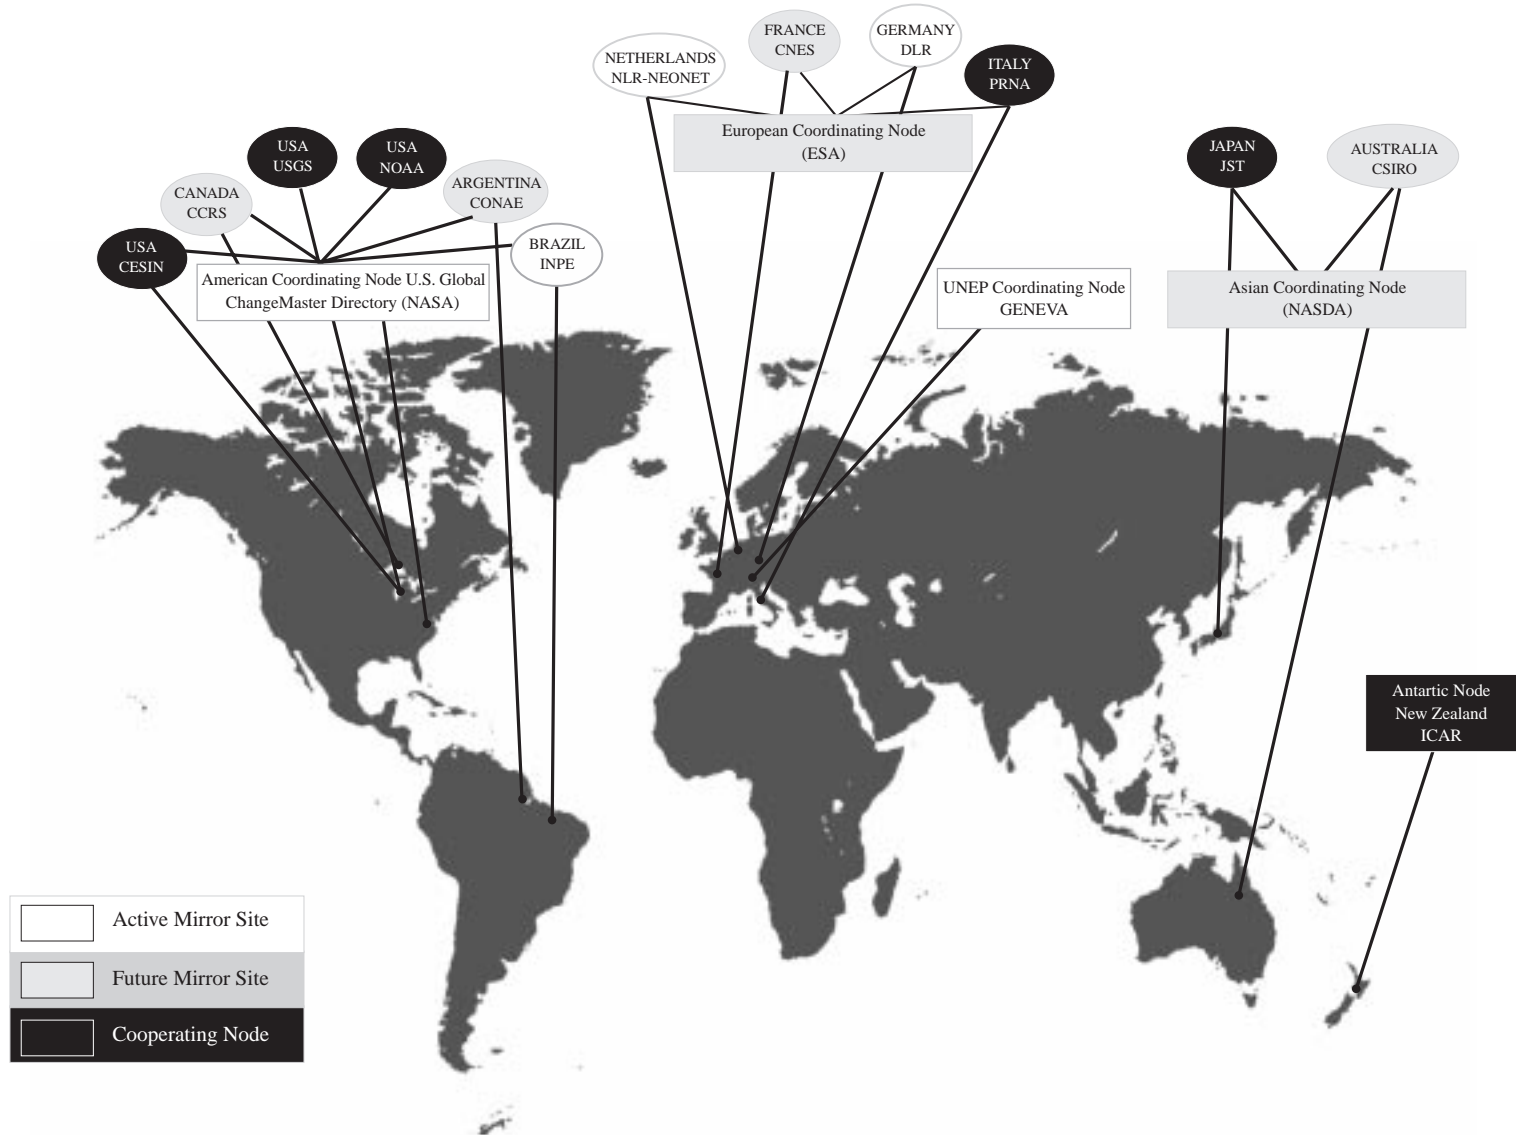 NETHERLANDS
NLR-NEONET
FRANCE
CNES
GERMANY
DLR
ITALY
PRNA
European Coordinating Node
(ESA)
USA
USGS
USA
NOAA
CANADA
CCRS
ARGENTINA
CONAE
USA
CESIN
BRAZIL
INPE
American Coordinating Node U.S. Global
ChangeMaster Directory (NASA)
UNEP Coordinating Node
GENEVA
JAPAN
JST
AUSTRALIA
CSIRO
Asian Coordinating Node
(NASDA)
Antartic Node
New Zealand
ICAR
Active Mirror Site
Future Mirror Site
Cooperating Node